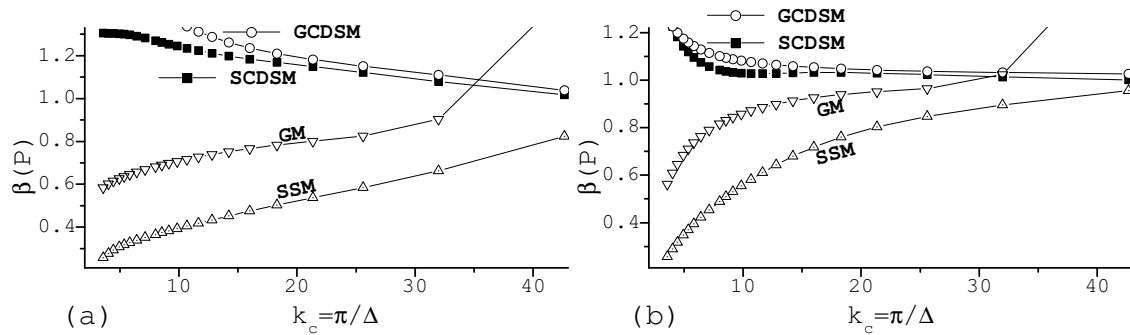 1.2
1.0
0.8
0.6
0.4
β(P)
GCDSM
SCDSM
GM
SSM
10 20 30 40
(a) k_c=π/Δ
1.2
1.0
0.8
0.6
0.4
β(P)
GCDSM
SCDSM
GM
SSM
10 20 30 40
(b) k_c=π/Δ